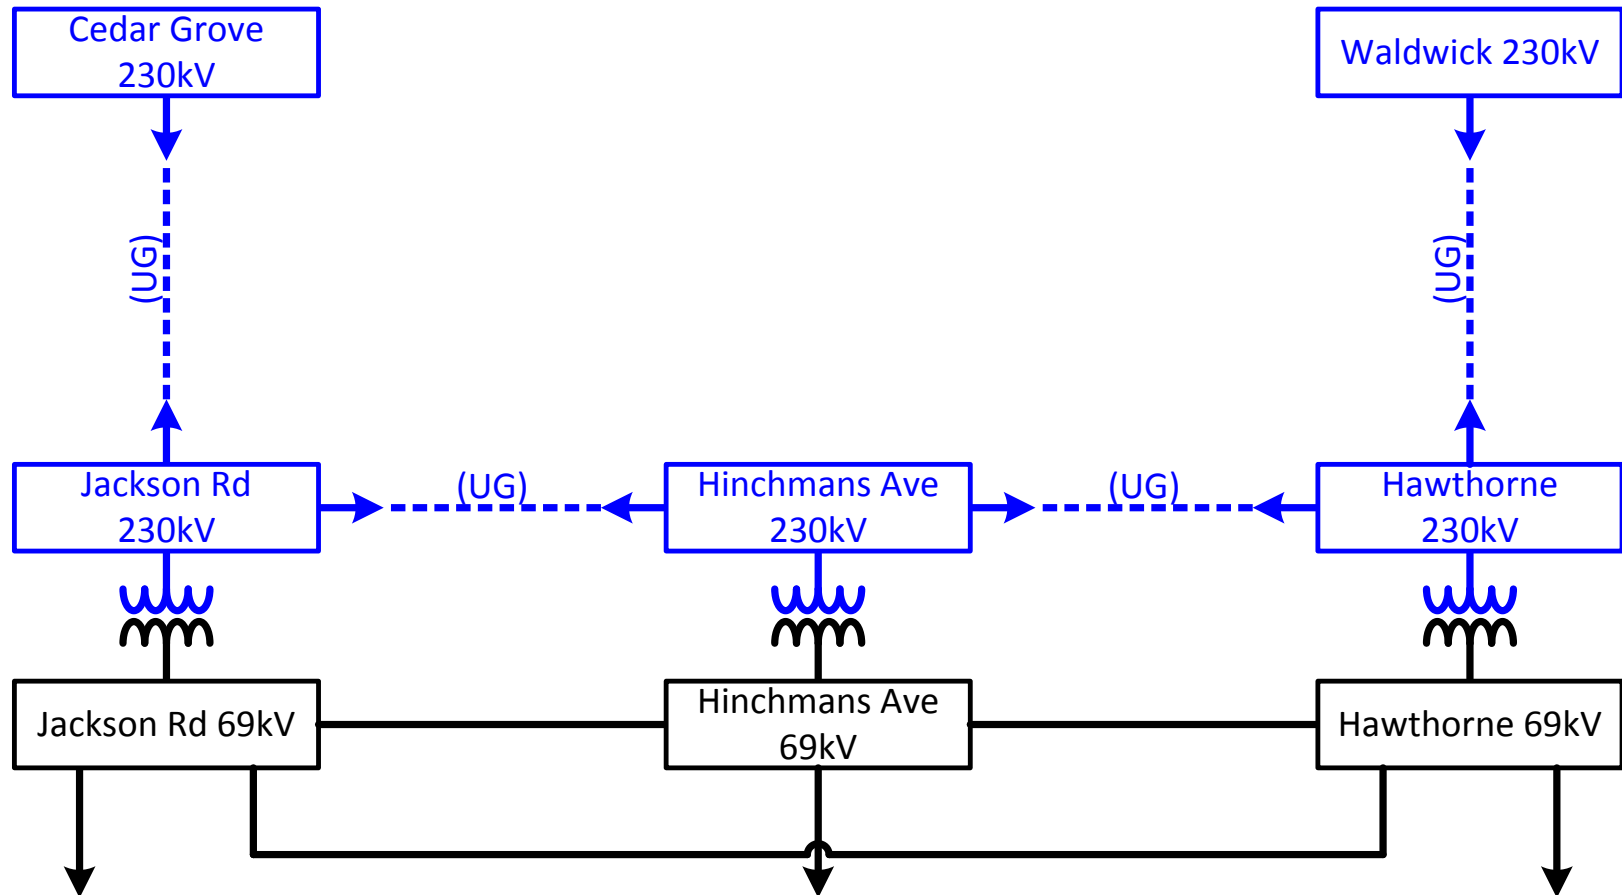 Cedar Grove
230kV
Waldwick 230kV
(UG)
(UG)
Jackson Rd
230kV
(UG)
Hinchmans Ave
230kV
(UG)
Hawthorne
230kV
Jackson Rd 69kV
Hinchmans Ave
69kV
Hawthorne 69kV